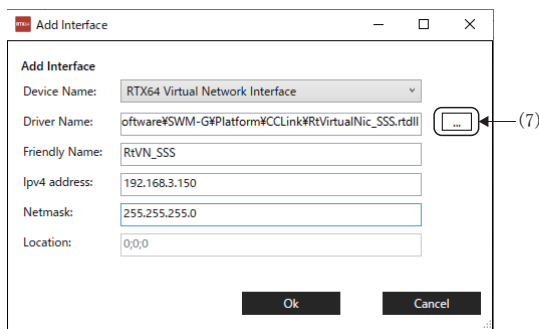 Add Interface
Add Interface
Device Name: RTX64 Virtual Network Interface
Driver Name: oftware¥SWM-G¥Platform¥CCLink¥RtVirtualNic_SSS.rtdll ... (7)
Friendly Name: RtVN_SSS
Ipv4 address: 192.168.3.150
Netmask: 255.255.255.0
Location: 0;0;0
Ok Cancel